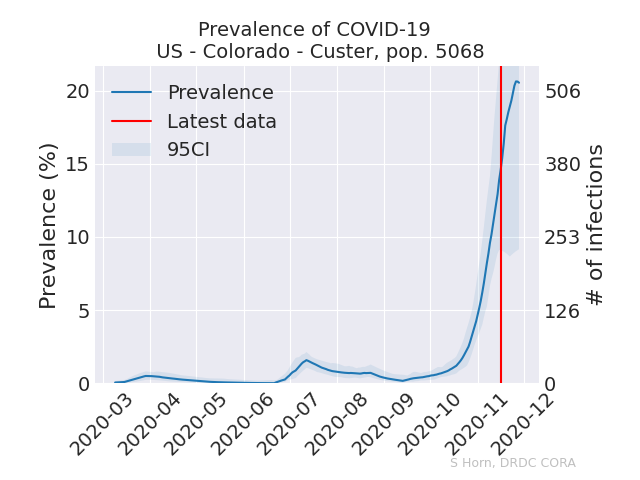 Prevalence of COVID-19
US - Colorado - Custer, pop. 5068
Prevalence
Latest data
95CI
Prevalence (%)
20
15
10
5
0
506
380
253
126
0
# of infections
2020-03
2020-04
2020-05
2020-06
2020-07
2020-08
2020-09
2020-10
2020-11
2020-12
S Horn, DRDC CORA